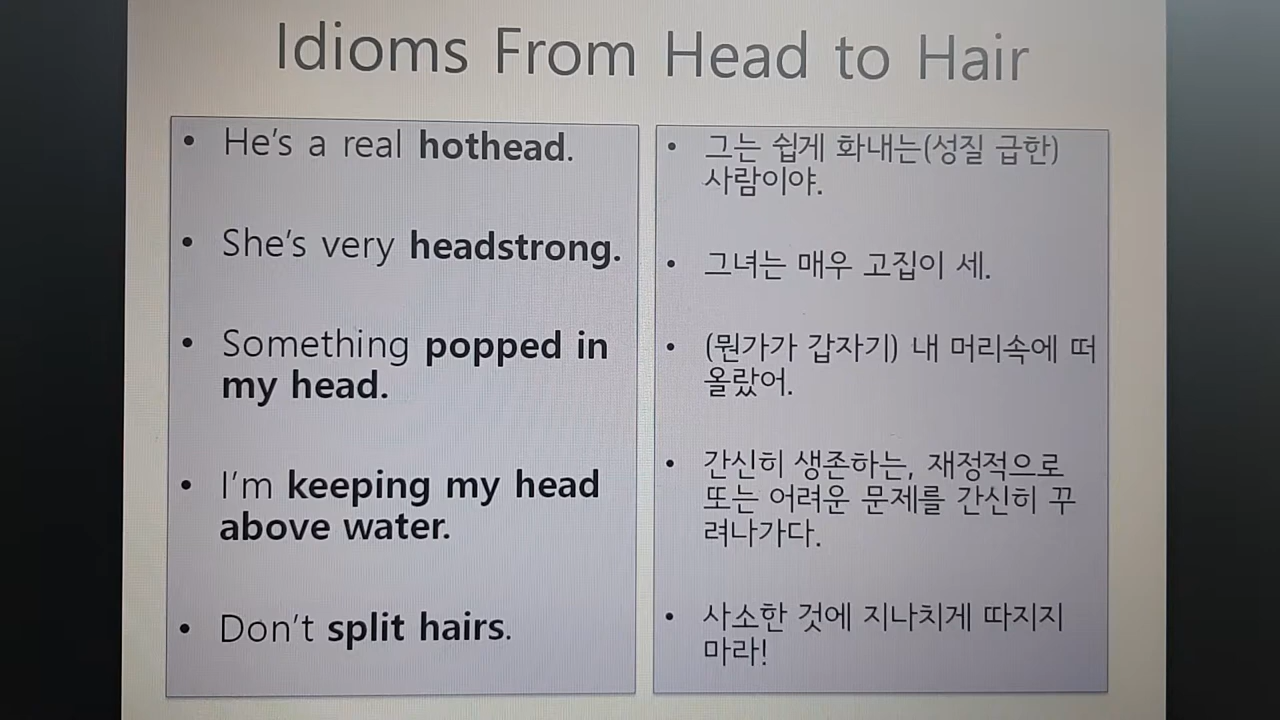 Idioms From Head to Hair
• He's a real hothead.
• She's very headstrong.
• Something popped in
my head.
• I'm keeping my head
above water.
• Don't split hairs.
• 그는 쉽게 화내는(성질 급한)
사람이야.
• 그녀는 매우 고집이 세.
• (뭔가가 갑자기) 내 머리속에 떠
올랐어.
• 간신히 생존하는, 재정적으로
또는 어려운 문제를 간신히 꾸
려나가다.
• 사소한 것에 지나치게 따지지
마라!